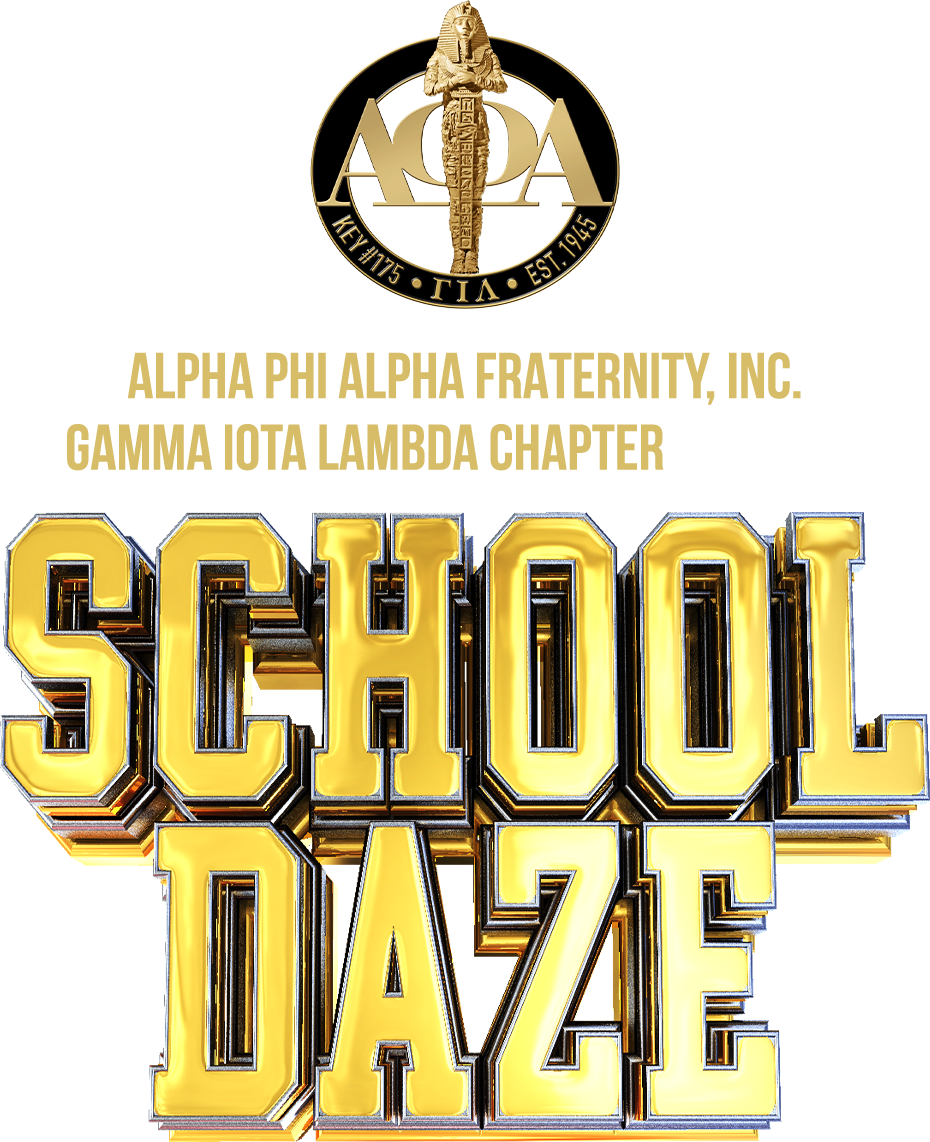 ΑΦΑ
KEY #175 • ΓΙΛ • EST. 1945
ALPHA PHI ALPHA FRATERNITY, INC.
GAMMA IOTA LAMBDA CHAPTER
SCHOOL
DAZE